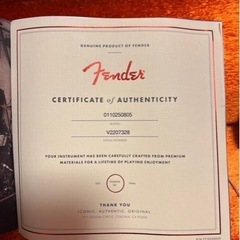 GENUINE PRODUCT OF FENDER
Fender
CERTIFICATE of AUTHENTICITY
0110250805
V2207328
YOUR INSTRUMENT HAS BEEN CAREFULLY CRAFTED FROM PREMIUM
MATERIALS FOR A LIFETIME OF PLAYING ENJOYMENT
THANK YOU
ICONIC. AUTHENTIC. ORIGINAL.